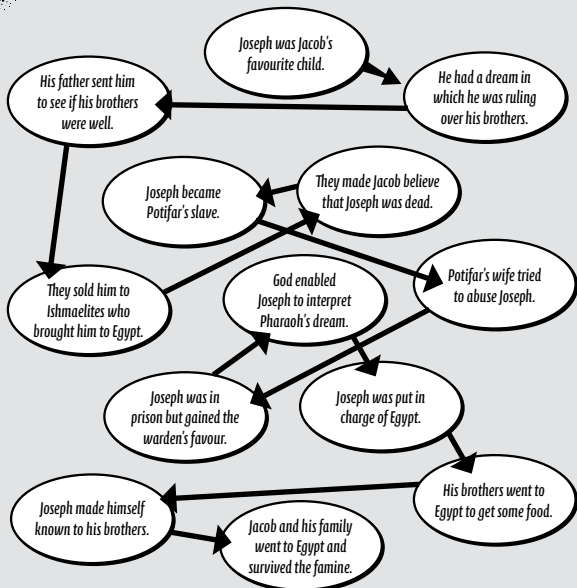 Joseph was Jacob's
favourite child.
He had a dream in
which he was ruling
over his brothers.
His father sent him
to see if his brothers
were well.
They sold him to
Ishmaelites who
brought him to Egypt.
They made Jacob believe
that Joseph was dead.
Joseph became
Potifar's slave.
Potifar's wife tried
to abuse Joseph.
Joseph was in
prison but gained the
warden's favour.
God enabled
Joseph to interpret
Pharaoh's dream.
Joseph was put in
charge of Egypt.
His brothers went to
Egypt to get some food.
Joseph made himself
known to his brothers.
Jacob and his family
went to Egypt and
survived the famine.